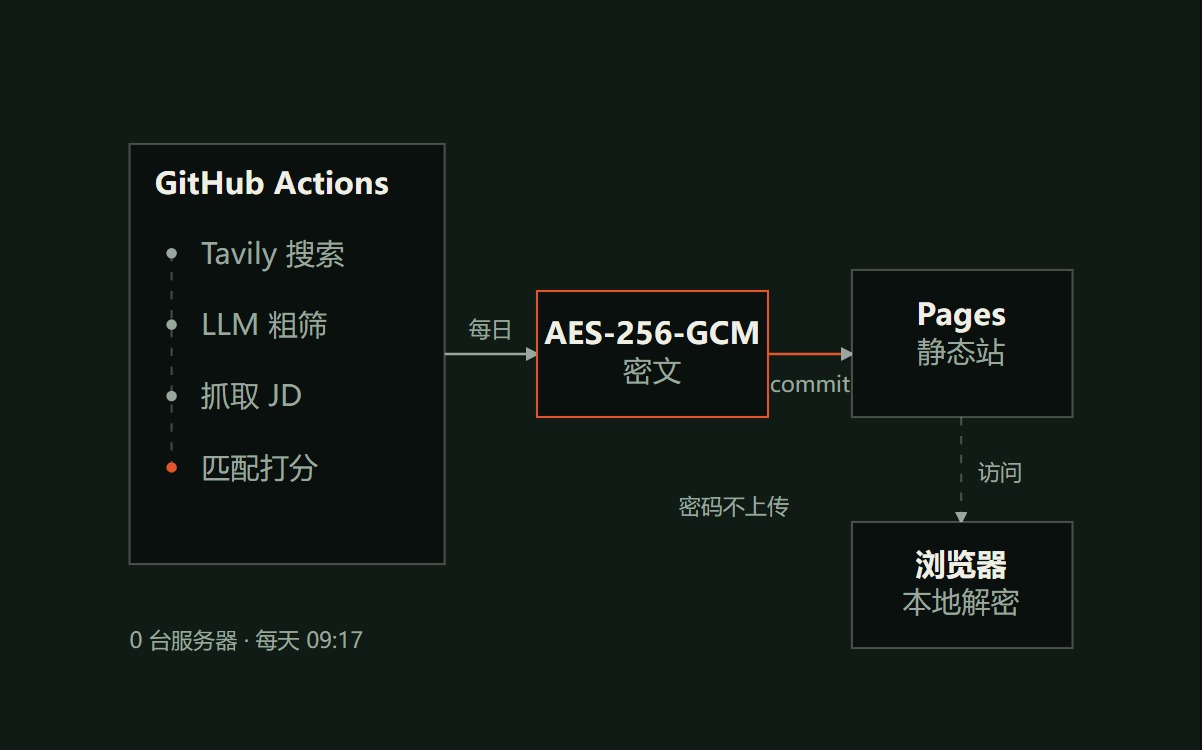 GitHub Actions
Tavily 搜索
LLM 粗筛
抓取 JD
匹配打分
每日
AES-256-GCM
密文
commit
Pages
静态站
访问
密码不上传
浏览器
本地解密
0 台服务器 · 每天 09:17